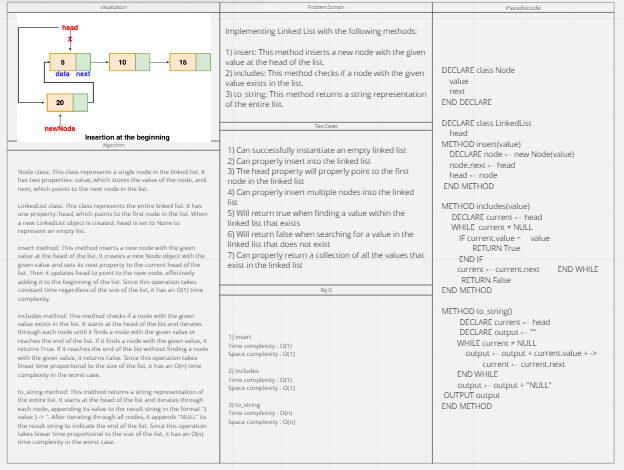 visualization
head
x
5
10
15
data next
20
newNode
Insertion at the beginning
Algorithm
Node class: This class represents a single node in the linked list. It
has two properties: value, which stores the value of the node, and
next, which points to the next node in the list.
LinkedList class: This class represents the entire linked list. It has
one property: head, which points to the first node in the list. When
a new LinkedList object is created, head is set to None to
represent an empty list.
insert method: This method inserts a new node with the given
value at the head of the list. It creates a new Node object with the
given value and sets its next property to the current head of the
list. Then it updates head to point to the new node, effectively
adding it to the beginning of the list. Since this operation takes
constant time regardless of the size of the list, it has an O(1) time
complexity.
includes method: This method checks if a node with the given
value exists in the list. It starts at the head of the list and iterates
through each node until it finds a node with the given value or
reaches the end of the list. If it finds a node with the given value, it
returns True. If it reaches the end of the list without finding a node
with the given value, it returns False. Since this operation takes
linear time proportional to the size of the list, it has an O(n) time
complexity in the worst case.
to_string method: This method returns a string representation of
the entire list. It starts at the head of the list and iterates through
each node, appending its value to the result string in the format "{
value } -> ". After iterating through all nodes, it appends "NULL" to
the result string to indicate the end of the list. Since this operation
takes linear time proportional to the size of the list, it has an O(n)
time complexity in the worst case.
Problem Domain
Implementing Linked List with the following methods:
1) insert: This method inserts a new node with the given
value at the head of the list.
2) includes: This method checks if a node with the given
value exists in the list.
3) to_string: This method returns a string representation
of the entire list.
Test Cases
1) Can successfully instantiate an empty linked list
2) Can properly insert into the linked list
3) The head property will properly point to the first
node in the linked list
4) Can properly insert multiple nodes into the linked
list
5) Will return true when finding a value within the
linked list that exists
6) Will return false when searching for a value in the
linked list that does not exist
7) Can properly return a collection of all the values that
exist in the linked list
Big O
1) insert
Time complexity : O(1)
Space complexity : O(1)
2) includes
Time complexity : O(1)
Space complexity : O(1)
3) to_string
Time complexity : O(n)
Space complexity : O(n)
Pseudocode
DECLARE class Node
value
next
END DECLARE
DECLARE class LinkedList
head
METHOD insert(value)
DECLARE node <-- new Node(value)
node.next <-- head
head <-- node
END METHOD
METHOD includes(value)
DECLARE current <-- head
WHILE current ≠ NULL
IF current.value = value
RETURN True
END IF
current <-- current.next END WHILE
RETURN False
END METHOD
METHOD to_string()
DECLARE current <-- head
DECLARE output <-- ""
WHILE current ≠ NULL
output <-- output + current.value + ->
current <-- current.next
END WHILE
output <-- output + "NULL"
OUTPUT output
END METHOD